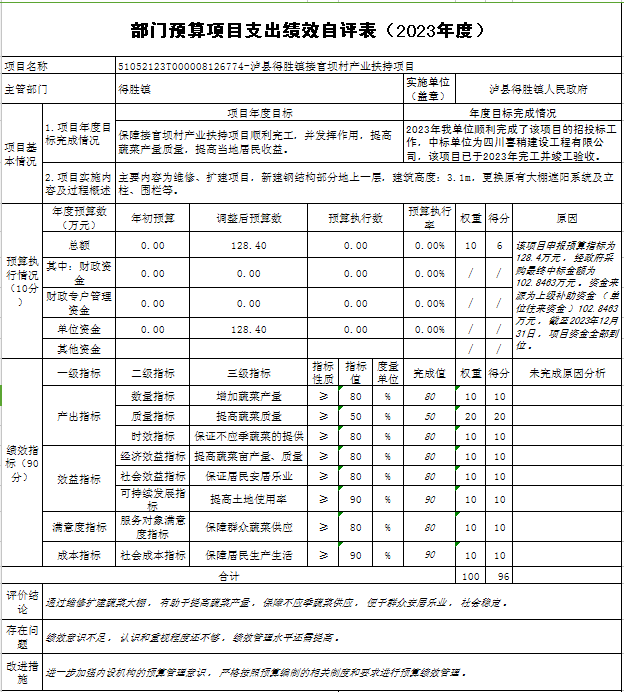 部门预算项目支出绩效自评表（2023年度）
项目名称 51052123T000008126774-泸县得胜镇接官坝村产业扶持项目
主管部门 得胜镇 实施单位（盖章） 泸县得胜镇人民政府
项目基本情况
1.项目年度目标完成情况
项目年度目标 年度目标完成情况
保障接官坝村产业扶持项目顺利完工，并发挥作用，提高
蔬菜产量质量，提高当地居民收益。
2023年我单位顺利完成了该项目的招投标工
作，中标单位为四川喜稍建设工程有限公
司，该项目已于2023年完工并竣工验收。
2.项目实施内容及过程概述
主要内容为维修、扩建项目，新建钢结构部分地上一层，建筑高度：3.1m，更换原有大棚遮阳系统及立
柱、围栏等。
预算执行情况（10分）
年度预算数（万元） 年初预算 调整后预算数 预算执行数 预算执行率 权重 得分 原因
总额 0.00 128.40 0.00 0.00% 10 6
其中：财政资金 0.00 0.00 0.00 0.00% / /
财政专户管理资金 0.00 0.00 0.00 0.00% / /
单位资金 0.00 128.40 0.00 0.00% / /
其他资金 / /
该项目申报预算指标为
128.4万元，经政府采
购最终中标金额为
102.8463万元。资金来
源为上级补助资金（单
位往来资金）102.8463
万元，截至2023年12月
31日，项目资金全部到
位。
绩效指标（90分）
一级指标 二级指标 三级指标 指标性质 指标值 度量单位 完成值 权重 得分 未完成原因分析
产出指标 数量指标 增加蔬菜产量 ≥ 80 % 80 10 10
质量指标 提高蔬菜质量 ≥ 50 % 50 20 20
时效指标 保证不应季蔬菜的提供 ≥ 80 % 80 10 10
效益指标 经济效益指标 提高蔬菜亩产量、质量 ≥ 80 % 80 10 10
社会效益指标 保证居民安居乐业 ≥ 80 % 80 10 10
可持续发展指标 提高土地使用率 ≥ 90 % 90 10 10
满意度指标 服务对象满意度指标 保障群众蔬菜供应 ≥ 80 % 80 10 10
成本指标 社会成本指标 保障居民生产生活 ≥ 90 % 90 10 10
合计 100 96
评价结论 通过维修扩建蔬菜大棚，有助于提高蔬菜产量，保障不应季蔬菜供应，便于群众安居乐业，社会稳定。
存在问题 绩效意识不足，认识和重视程度还不够，绩效管理水平还需提高。
改进措施 进一步加强内设机构的预算管理意识，严格按照预算编制的相关制度和要求进行预算绩效管理。